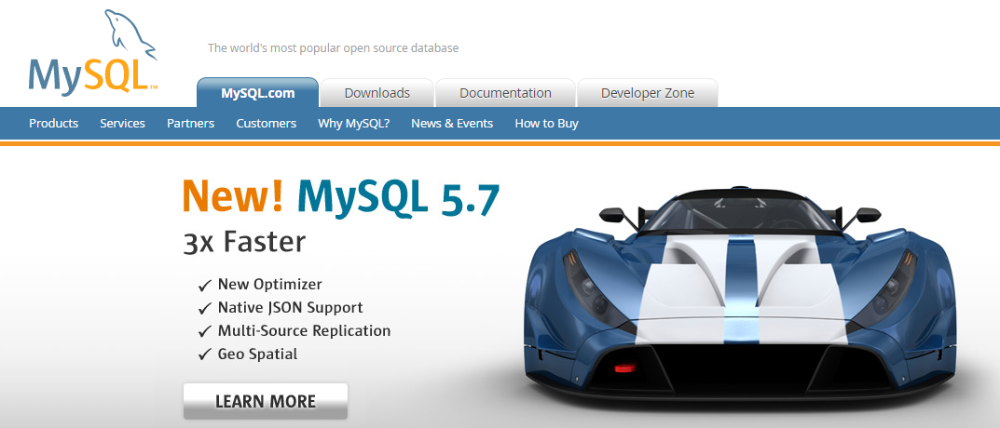 The world's most popular open source database
MySQL™
MySQL.com Downloads Documentation Developer Zone
Products Services Partners Customers Why MySQL? News & Events How to Buy
New! MySQL 5.7
3x Faster
✓ New Optimizer
✓ Native JSON Support
✓ Multi-Source Replication
✓ Geo Spatial
LEARN MORE